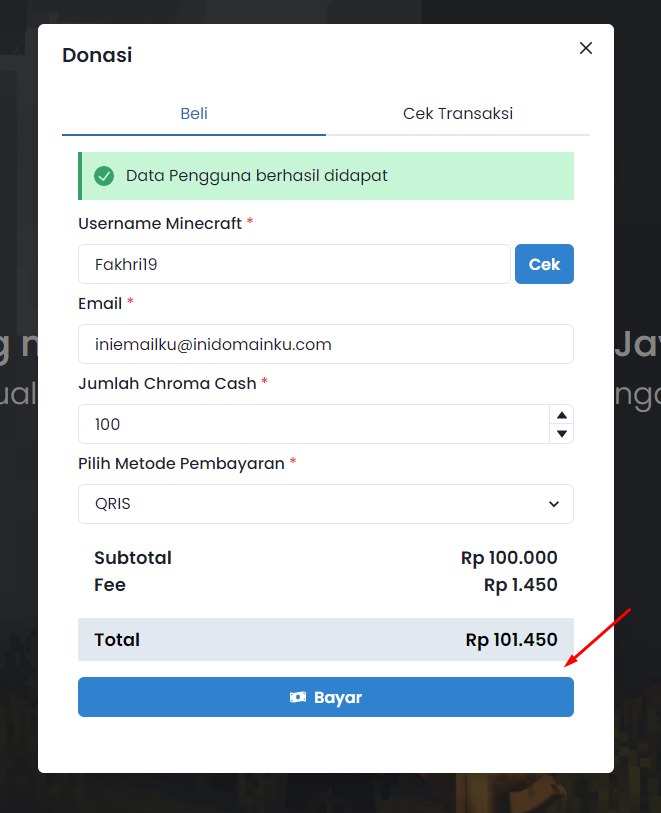 Donasi
Beli
Cek Transaksi
Data Pengguna berhasil didapat
Username Minecraft *
Fakhri19
Cek
Email *
iniemailku@inidomainku.com
Jumlah Chroma Cash *
100
Pilih Metode Pembayaran *
QRIS
Subtotal Rp 100.000
Fee Rp 1.450
Total Rp 101.450
Bayar